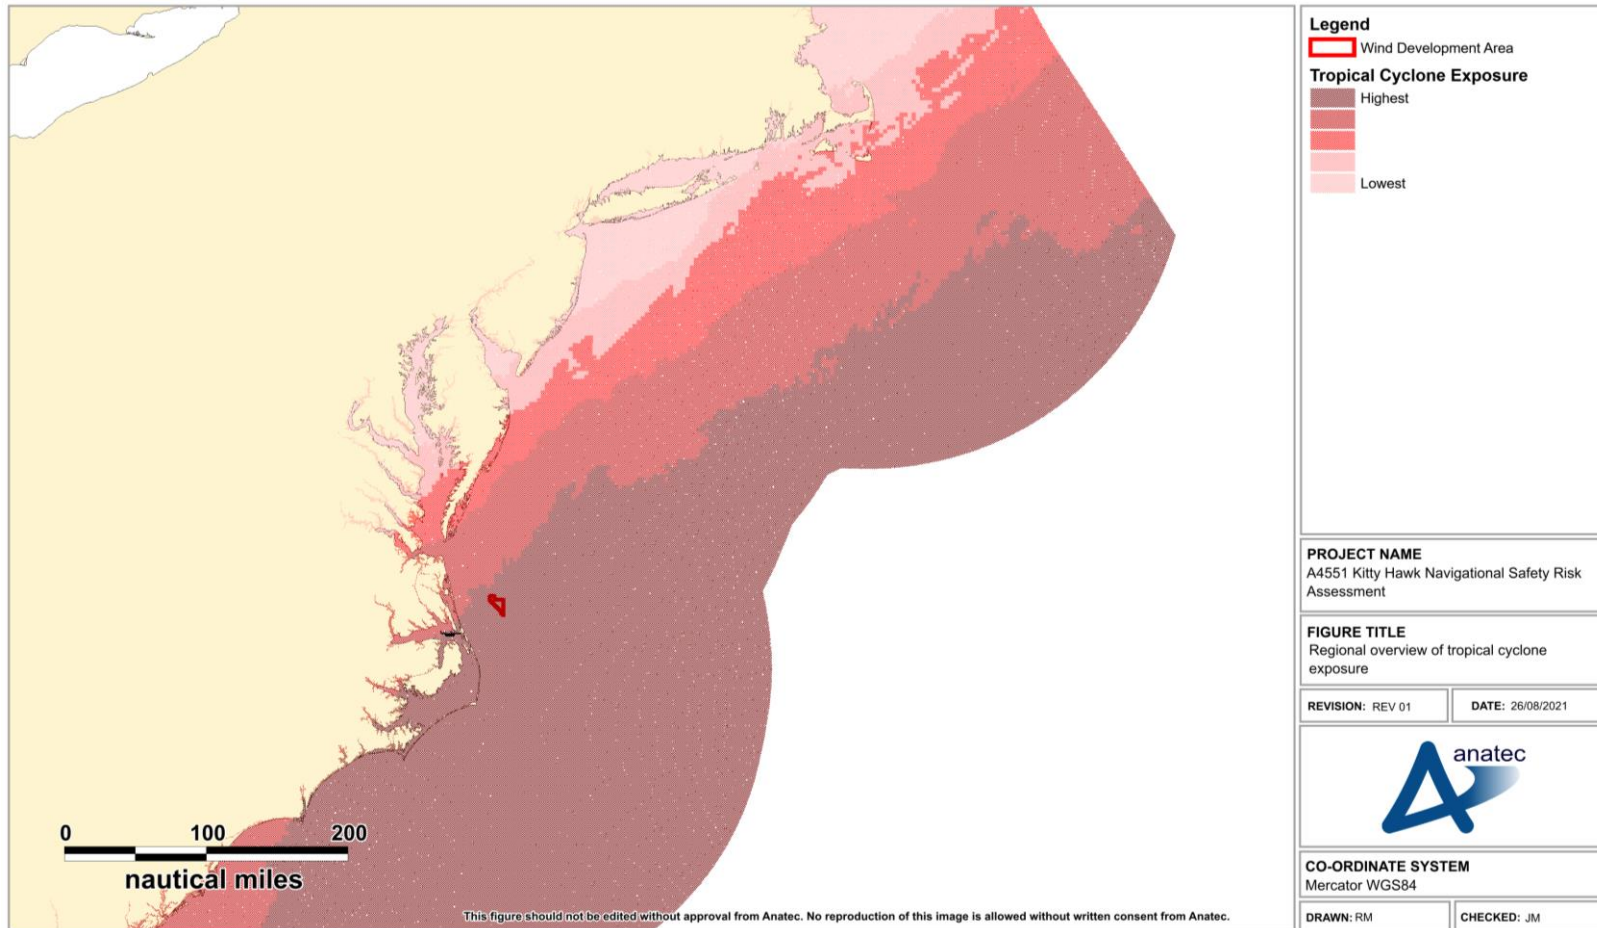 Legend
Wind Development Area
Tropical Cyclone Exposure
Highest
Lowest
PROJECT NAME
A4551 Kitty Hawk Navigational Safety Risk
Assessment
FIGURE TITLE
Regional overview of tropical cyclone
exposure
REVISION: REV 01
DATE: 26/08/2021
anatec
CO-ORDINATE SYSTEM
Mercator WGS84
DRAWN: RM
CHECKED: JM
0 100 200
nautical miles
This figure should not be edited without approval from Anatec. No reproduction of this image is allowed without written consent from Anatec.